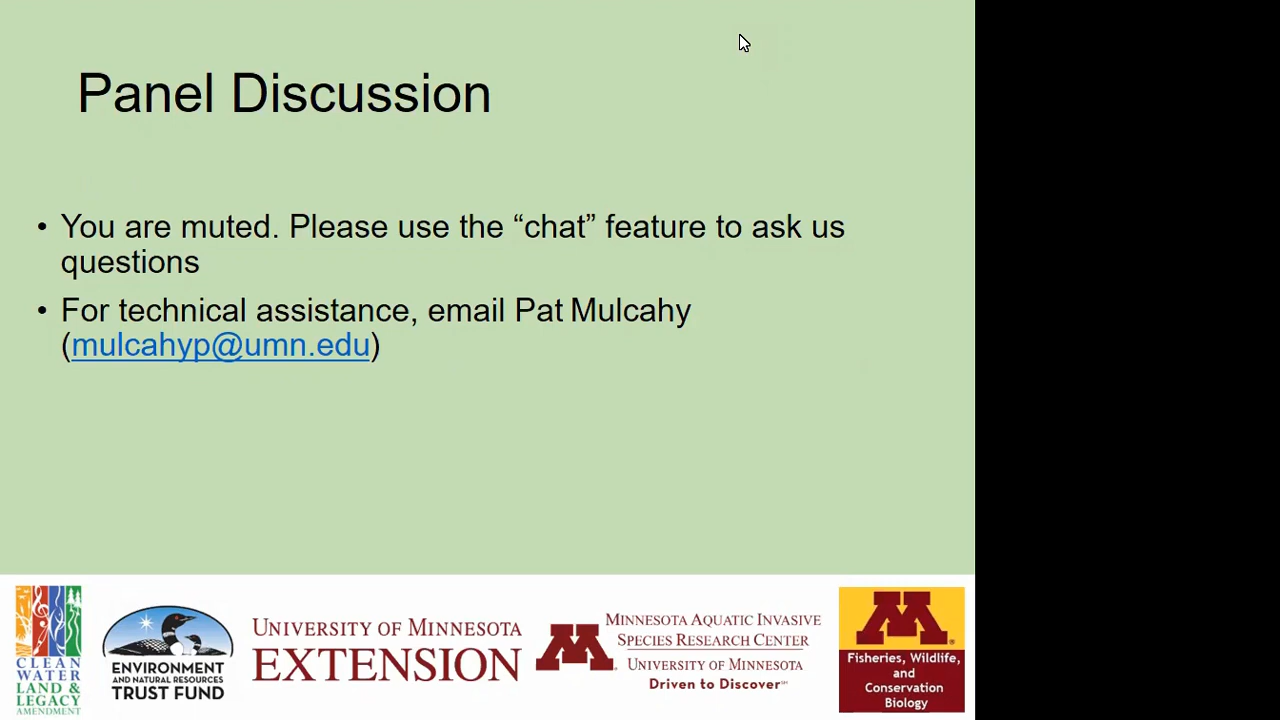 Panel Discussion
• You are muted. Please use the “chat” feature to ask us
questions
• For technical assistance, email Pat Mulcahy
(mulcahyp@umn.edu)
CLEAN
WATER
LAND &
LEGACY
AMENDMENT
ENVIRONMENT
AND NATURAL RESOURCES
TRUST FUND
UNIVERSITY OF MINNESOTA
EXTENSION
M
MINNESOTA AQUATIC INVASIVE
SPECIES RESEARCH CENTER
UNIVERSITY OF MINNESOTA
Driven to Discover℠
M
Fisheries, Wildlife,
and
Conservation
Biology